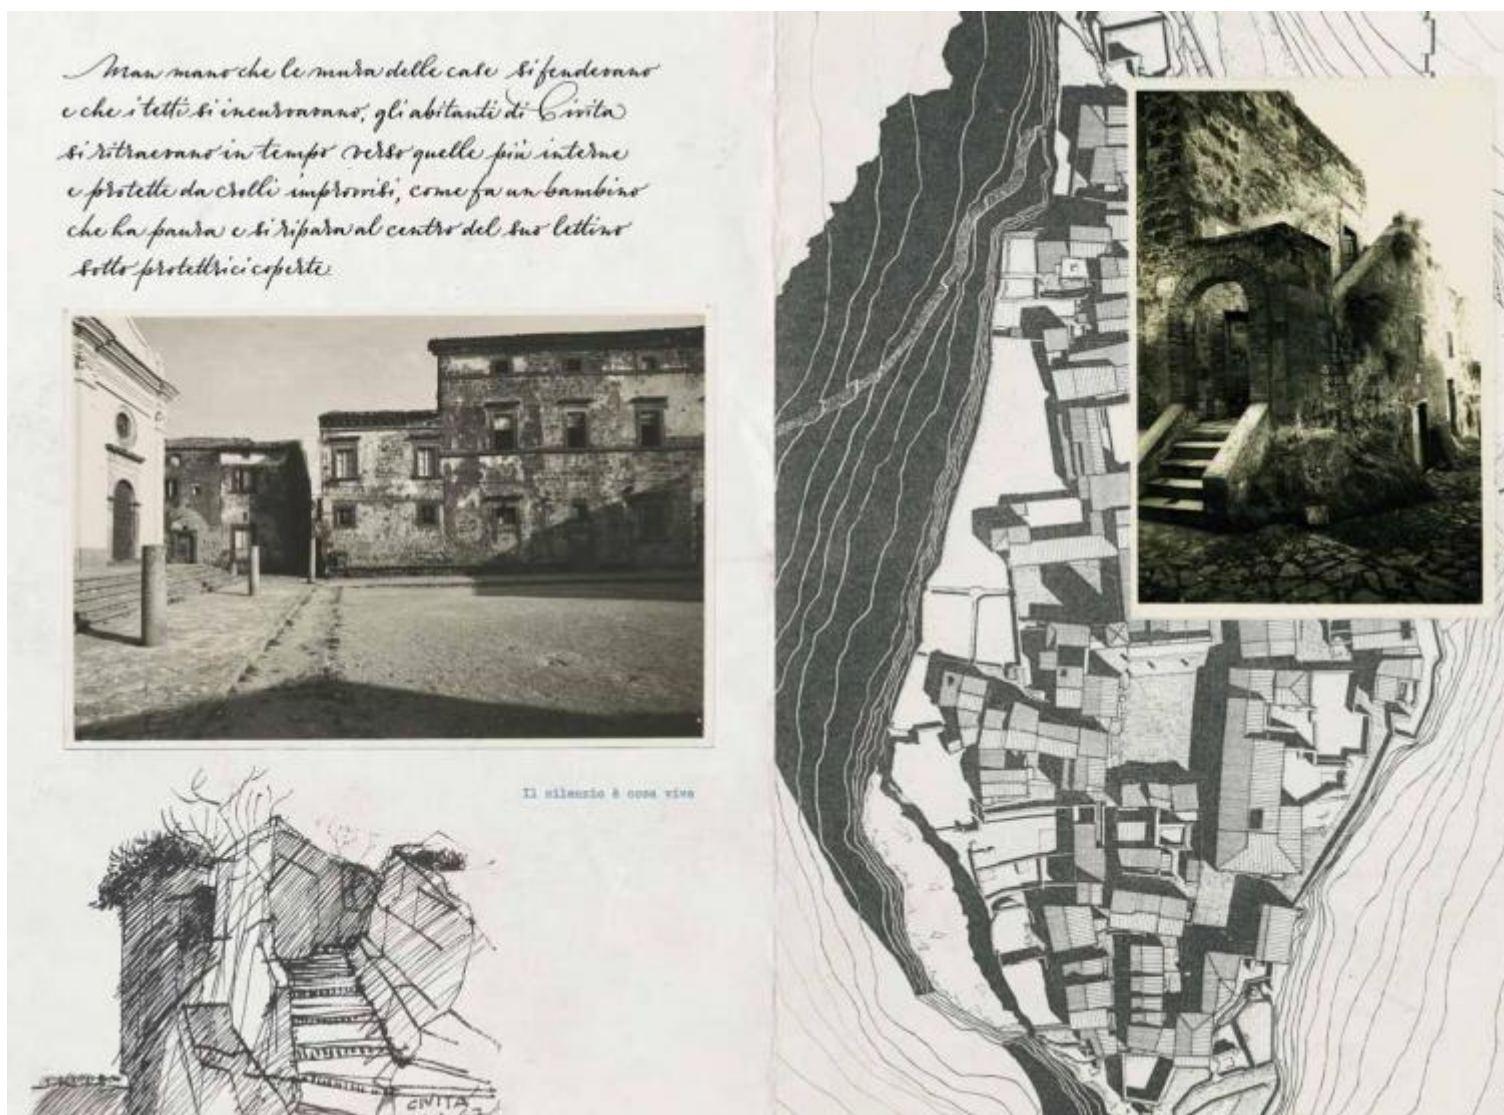 Man mano che le mura delle case si fendevano
e che i tetti si incurvavano, gli abitanti di Civita
si ritraevano in tempo verso quelle più interne
e protette da crolli improvvisi, come fa un bambino
che ha paura e si ripara al centro del suo lettino
sotto protettrici coperte
Il silenzio è cosa viva
CIVITA